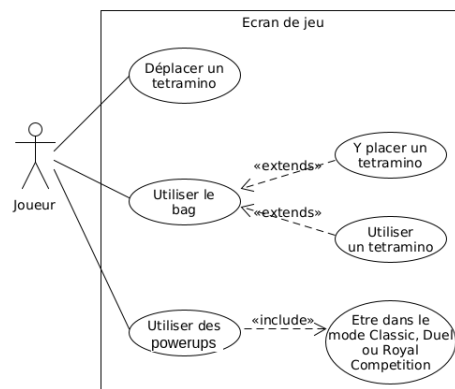 Ecran de jeu
Déplacer un
tetramino
Joueur
Utiliser le
bag
«extends»
Y placer un
tetramino
«extends»
Utiliser
un tetramino
Utiliser des
powerups
«include»
Etre dans le
mode Classic, Duel
ou Royal
Competition